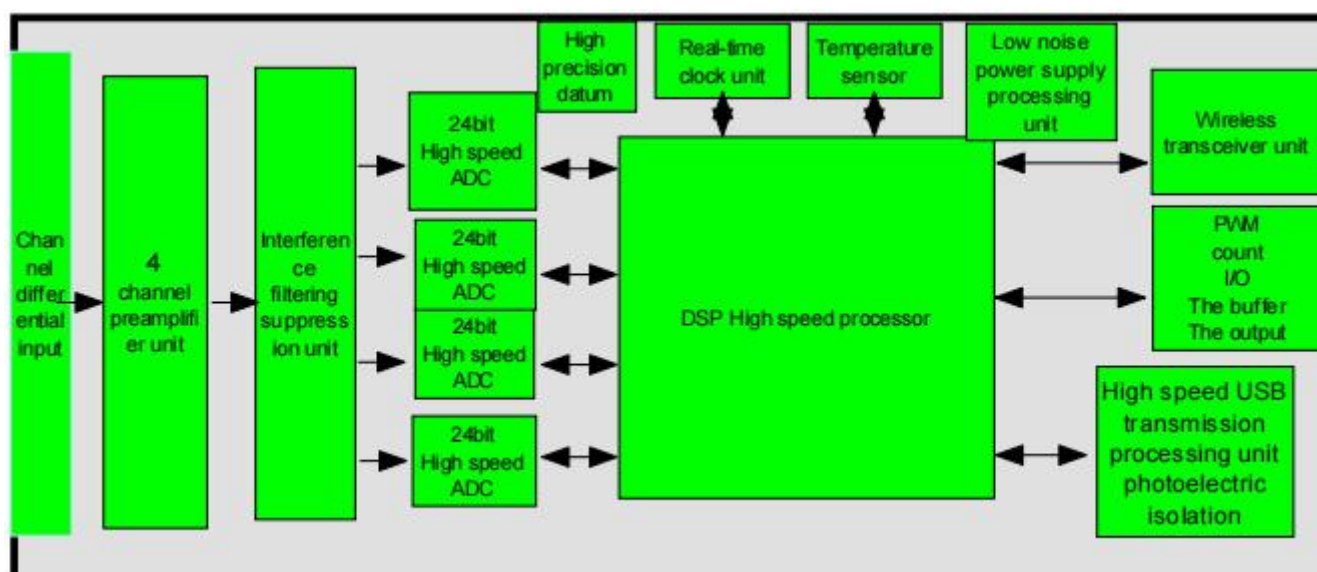 Chan
nel
differ
ential
input
4
channel
preamplifi
er unit
Interferen
ce
filtering
suppress
ion unit
24bit
High speed
ADC
24bit
High speed
ADC
24bit
High speed
ADC
24bit
High speed
ADC
High
precision
datum
Real-time
clock unit
Temperature
sensor
Low noise
power supply
processing
unit
DSP High speed processor
Wireless
transceiver unit
PWM
count
I/O
The buffer
The output
High speed USB
transmission
processing unit
photoelectric
isolation